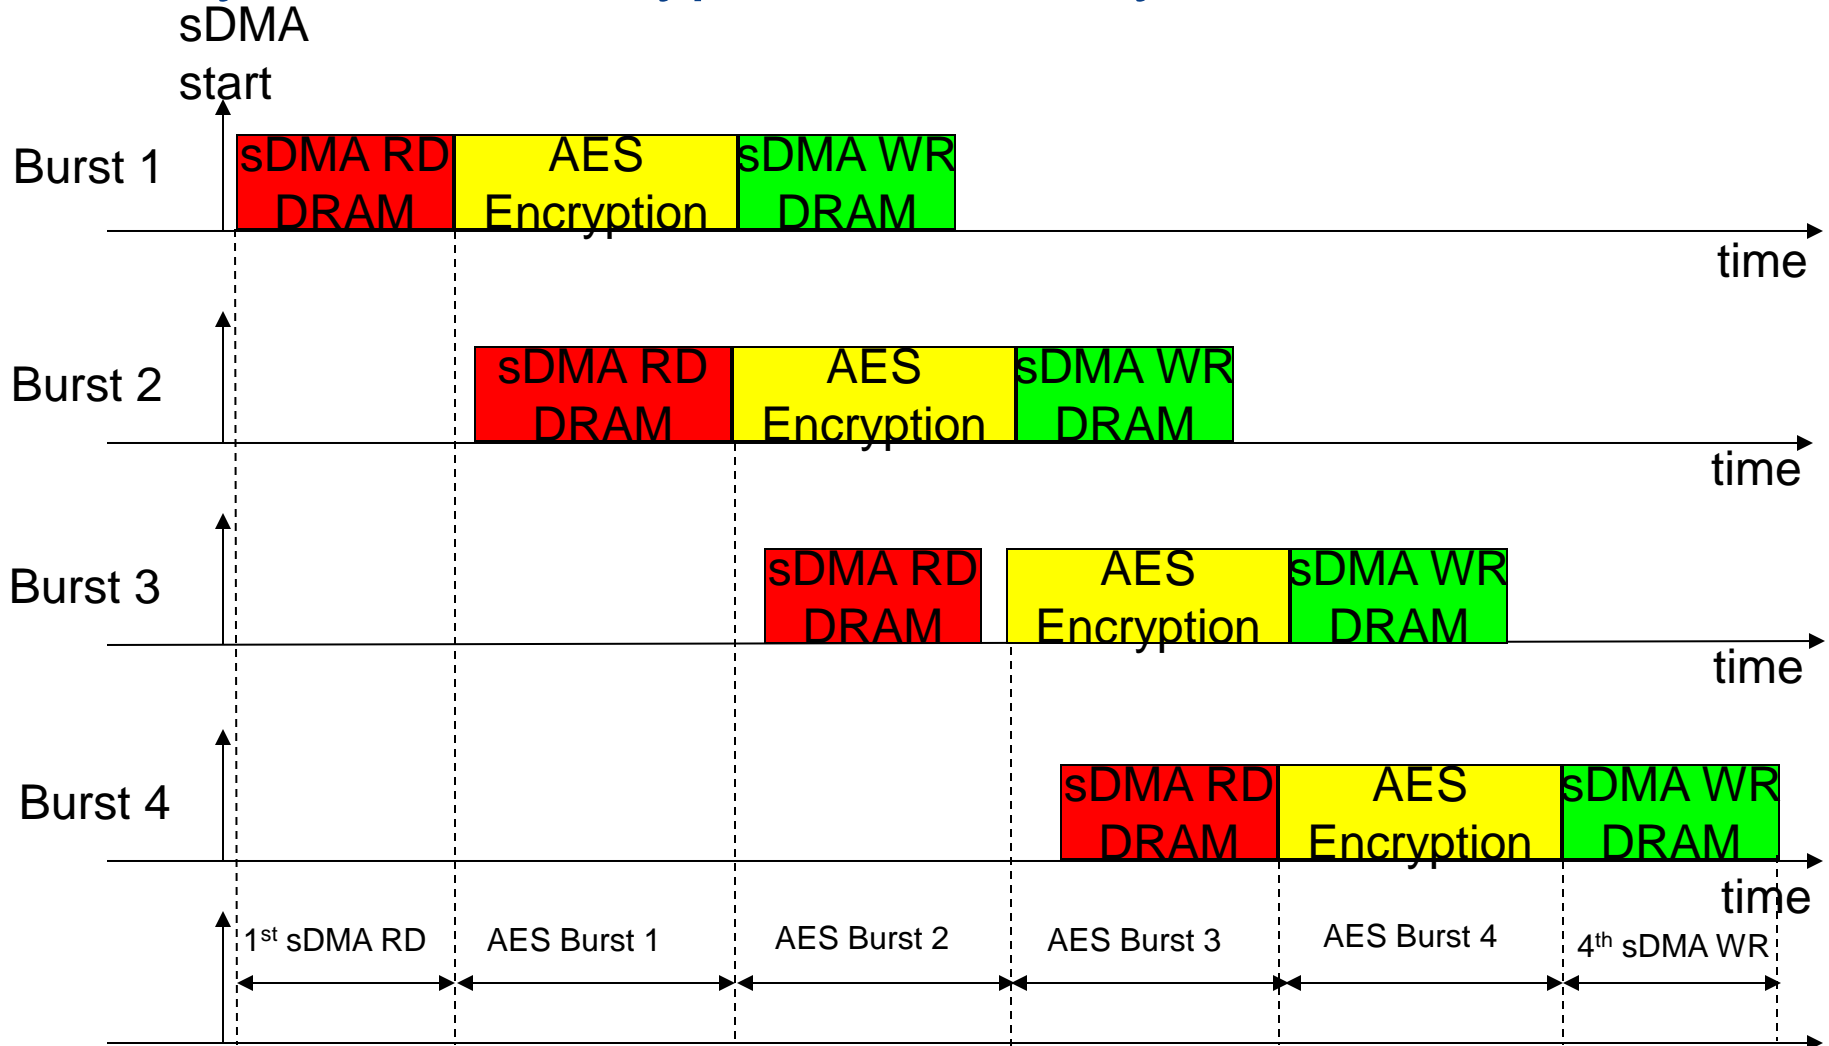 sDMA
start
Burst 1
sDMA RD
DRAM
AES
Encryption
sDMA WR
DRAM
time
Burst 2
sDMA RD
DRAM
AES
Encryption
sDMA WR
DRAM
time
Burst 3
sDMA RD
DRAM
AES
Encryption
sDMA WR
DRAM
time
Burst 4
sDMA RD
DRAM
AES
Encryption
sDMA WR
DRAM
time
1st sDMA RD
AES Burst 1
AES Burst 2
AES Burst 3
AES Burst 4
4th sDMA WR